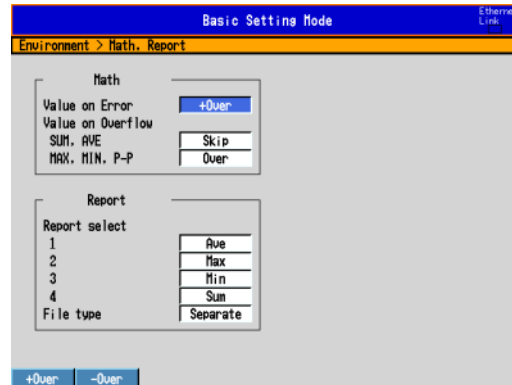 Basic Setting Mode
Etherne
Link
Environment > Math, Report
Math
Value on Error +Over
Value on Overflow
SUM, AVE Skip
MAX, MIN, P-P Over
Report
Report select
1 Ave
2 Max
3 Min
4 Sum
File type Separate
+Over -Over